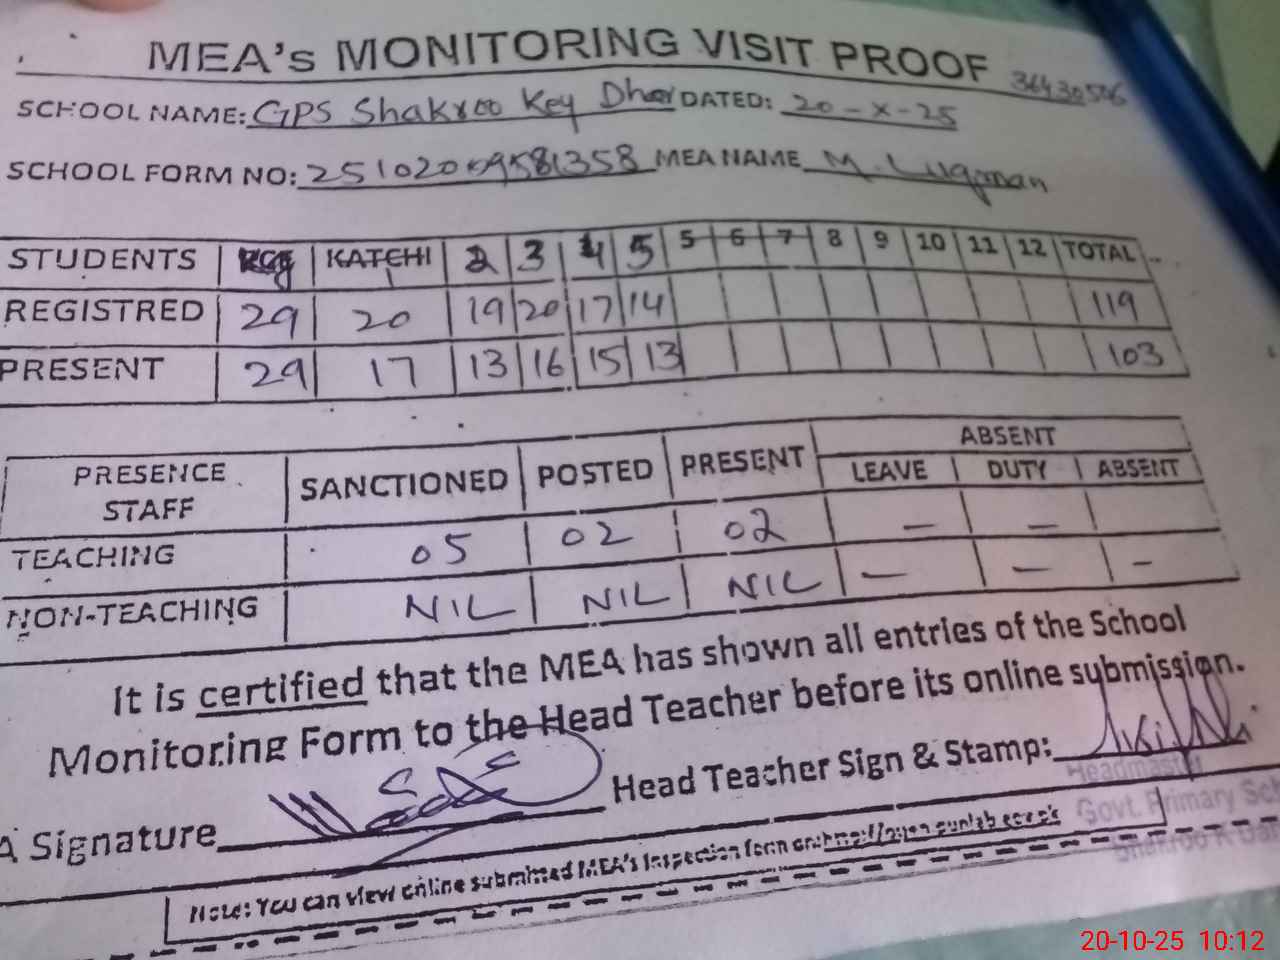 MEA's MONITORING VISIT PROOF
36430506
SCHOOL NAME: GPS Shakroo Key Dhar DATED: 20-X-25
SCHOOL FORM NO: MEA NAME M. Luqman
STUDENTS KATCHI 2 3 4 5 5 6 7 8 9 10 11 12 TOTAL
REGISTRED 29 20 19 20 17 14 119
PRESENT 29 17 13 16 15 13 103
ABSENT
PRESENCE STAFF SANCTIONED POSTED PRESENT LEAVE DUTY ABSENT
TEACHING 05 02 02 — —
NON-TEACHING NIL NIL NIL — — -
It is certified that the MEA has shown all entries of the School
Monitoring Form to the Head Teacher before its online submission.
A Signature Head Teacher Sign & Stamp:
Headmaster
Govt. Primary Sch
Note: You can view online submitted MEA's Inspection form on
20-10-25 10:12